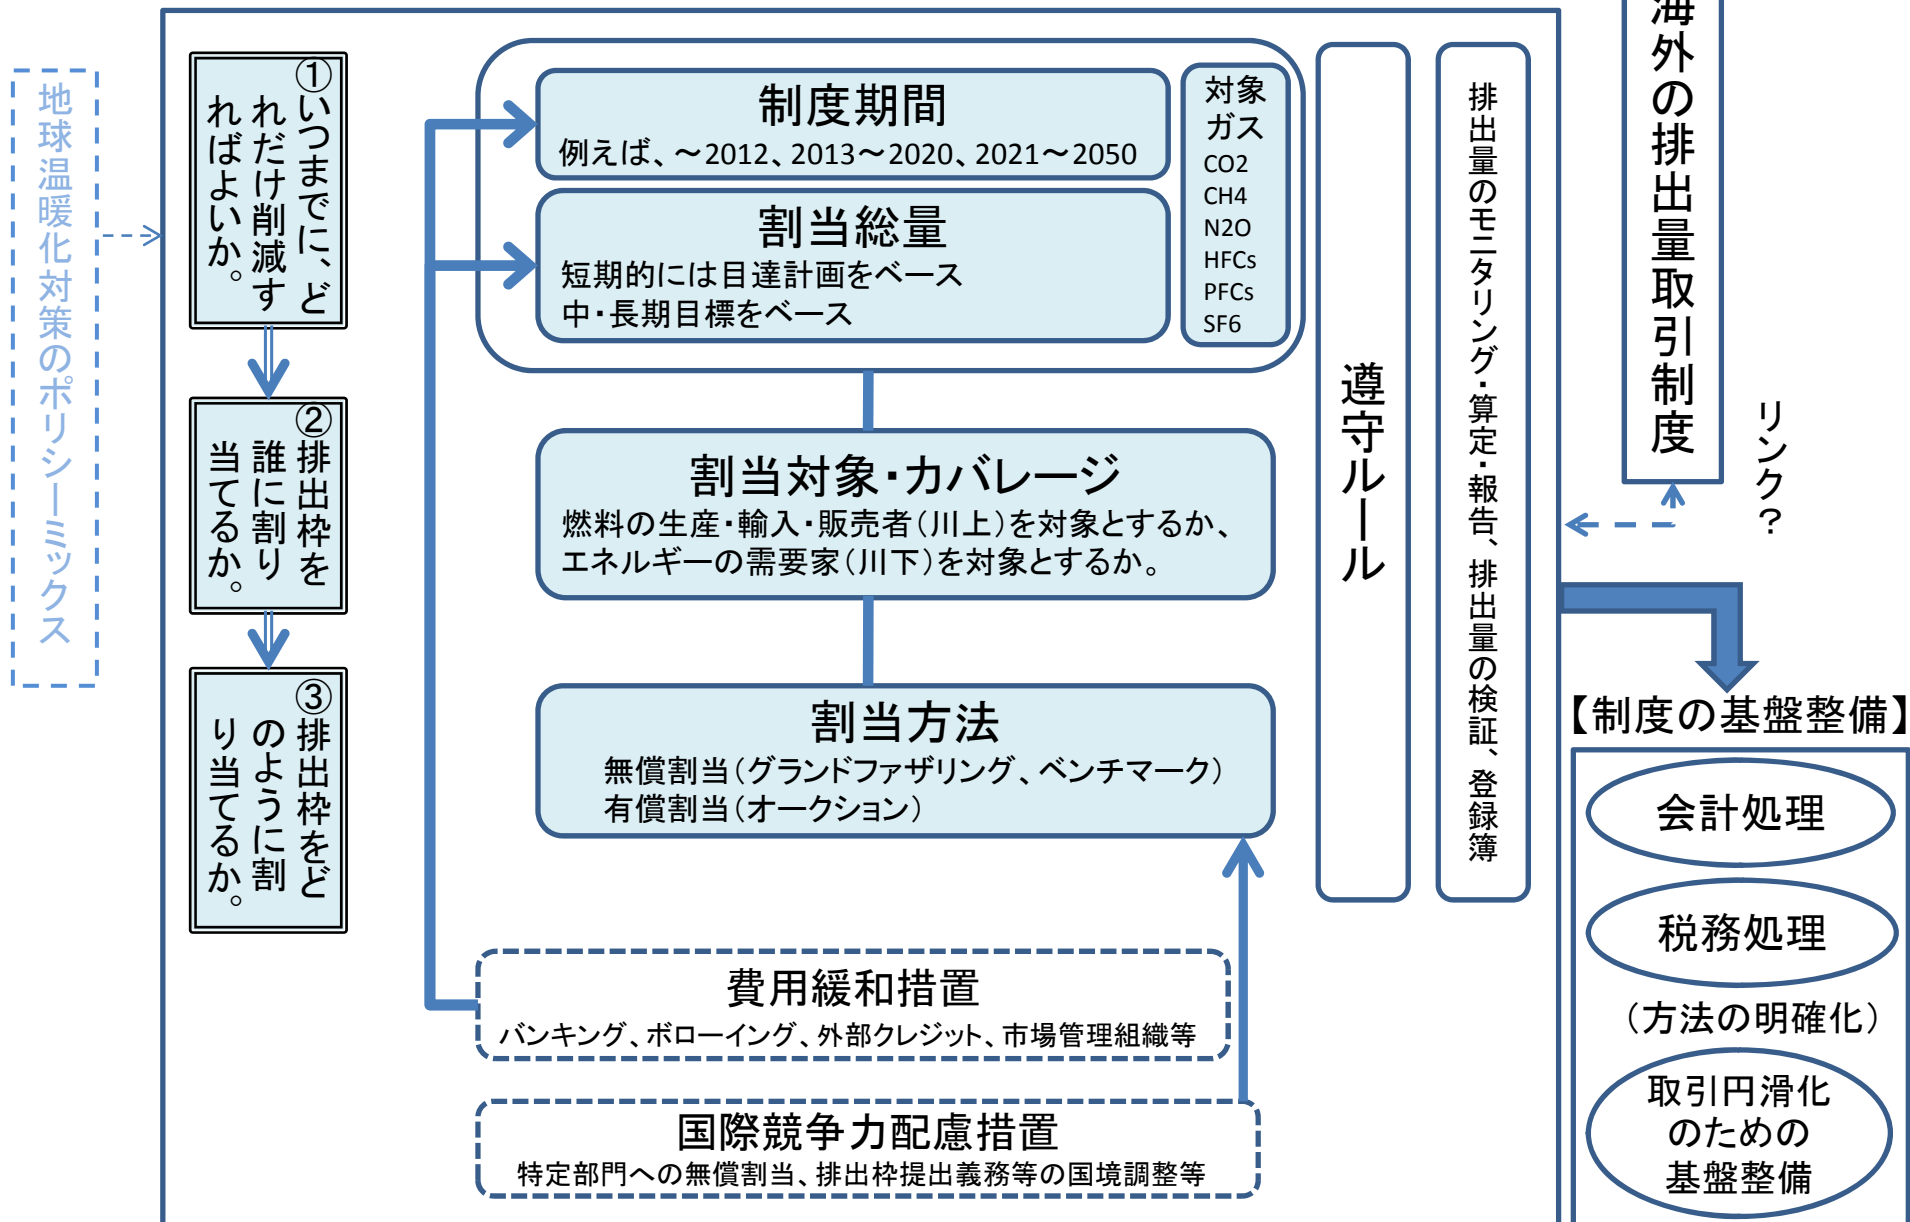 地球温暖化対策のポリシーミックス
①いつまでに、ど
れだけ削減す
ればよいか。
②排出枠を
誰に割り
当てるか。
③排出枠をど
のように割
り当てるか。
制度期間
例えば、～2012、2013～2020、2021～2050
割当総量
短期的には目達計画をベース
中・長期目標をベース
対象
ガス
CO2
CH4
N2O
HFCs
PFCs
SF6
割当対象・カバレージ
燃料の生産・輸入・販売者（川上）を対象とするか、
エネルギーの需要家（川下）を対象とするか。
割当方法
無償割当（グランドファザリング、ベンチマーク）
有償割当（オークション）
費用緩和措置
バンキング、ボローイング、外部クレジット、市場管理組織等
国際競争力配慮措置
特定部門への無償割当、排出枠提出義務等の国境調整等
遵守ルール
排出量のモニタリング・算定・報告、排出量の検証、登録簿
海外の排出量取引制度
リンク？
【制度の基盤整備】
会計処理
税務処理
（方法の明確化）
取引円滑化
のための
基盤整備